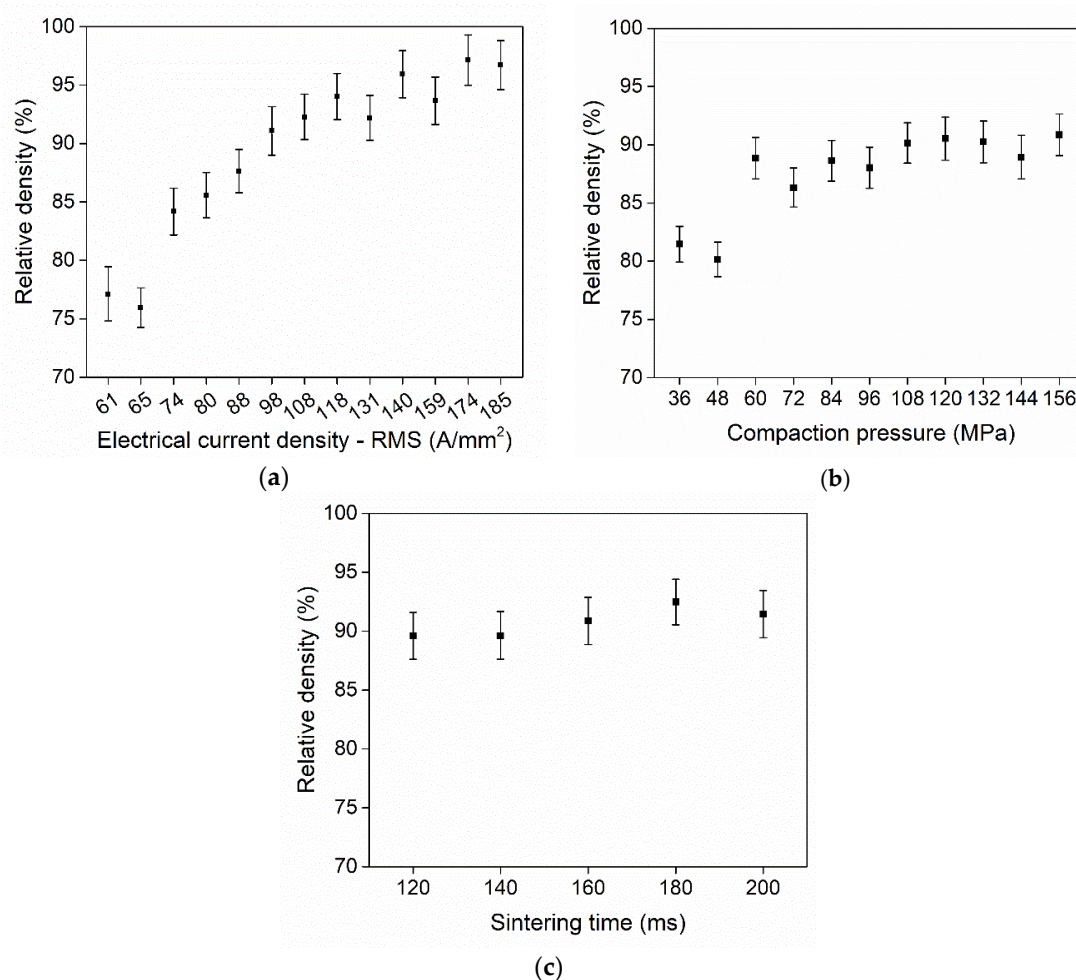 100
95
90
85
80
75
70
Relative density (%)
61 65 74 80 88 98 108 118 131 140 159 174 185
Electrical current density - RMS (A/mm²)
(a)
100
95
90
85
80
75
70
Relative density (%)
36 48 60 72 84 96 108 120 132 144 156
Compaction pressure (MPa)
(b)
100
95
90
85
80
75
70
Relative density (%)
120 140 160 180 200
Sintering time (ms)
(c)